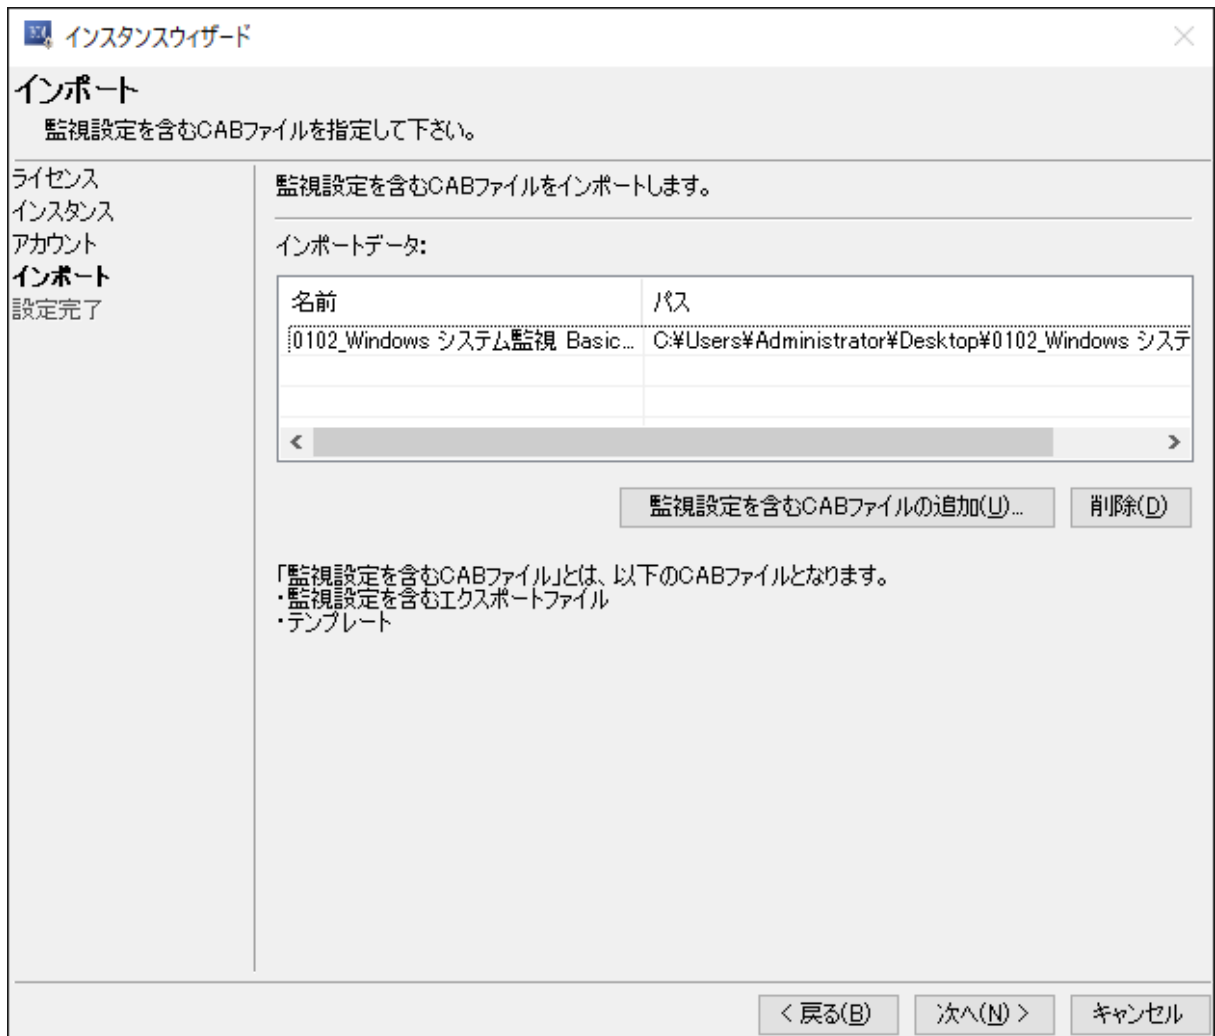 インスタンスウィザード
インポート
監視設定を含むCABファイルを指定して下さい。
ライセンス
インスタンス
アカウント
インポート
設定完了
監視設定を含むCABファイルをインポートします。
インポートデータ:
名前 パス
0102_Windows システム監視 Basic... C:¥Users¥Administrator¥Desktop¥0102_Windows システ
監視設定を含むCABファイルの追加(U)... 削除(D)
「監視設定を含むCABファイル」とは、以下のCABファイルとなります。
・監視設定を含むエクスポートファイル
・テンプレート
< 戻る(B) 次へ(N) > キャンセル